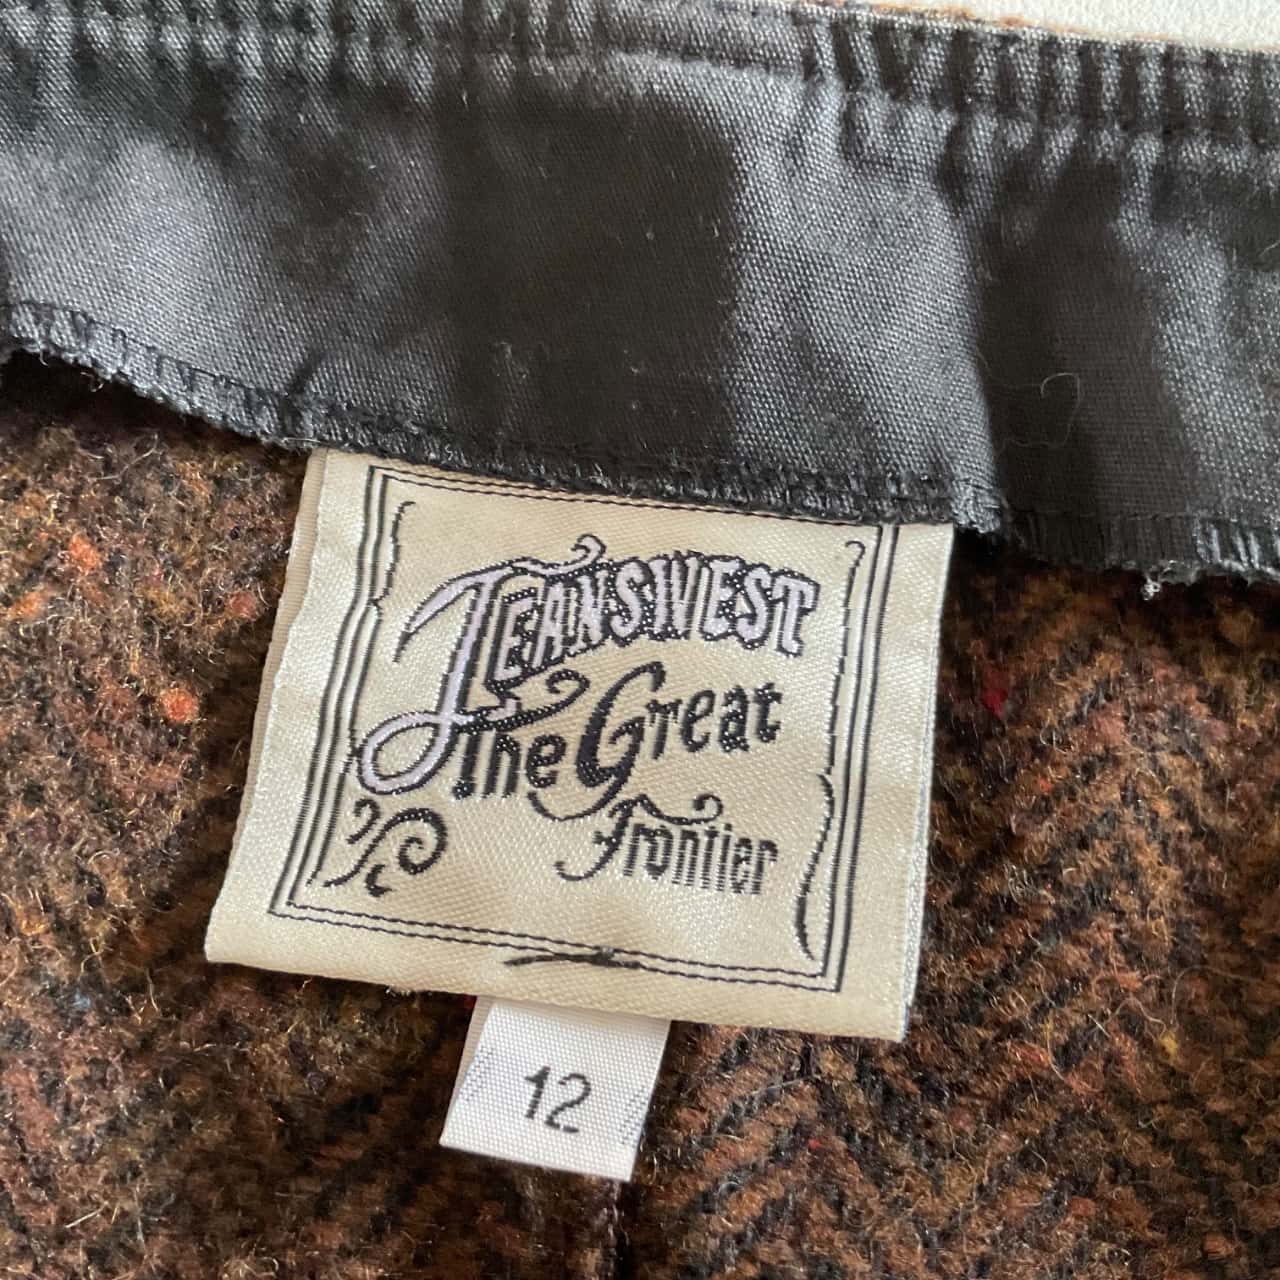 JEANSWEST
The Great
Frontier
12